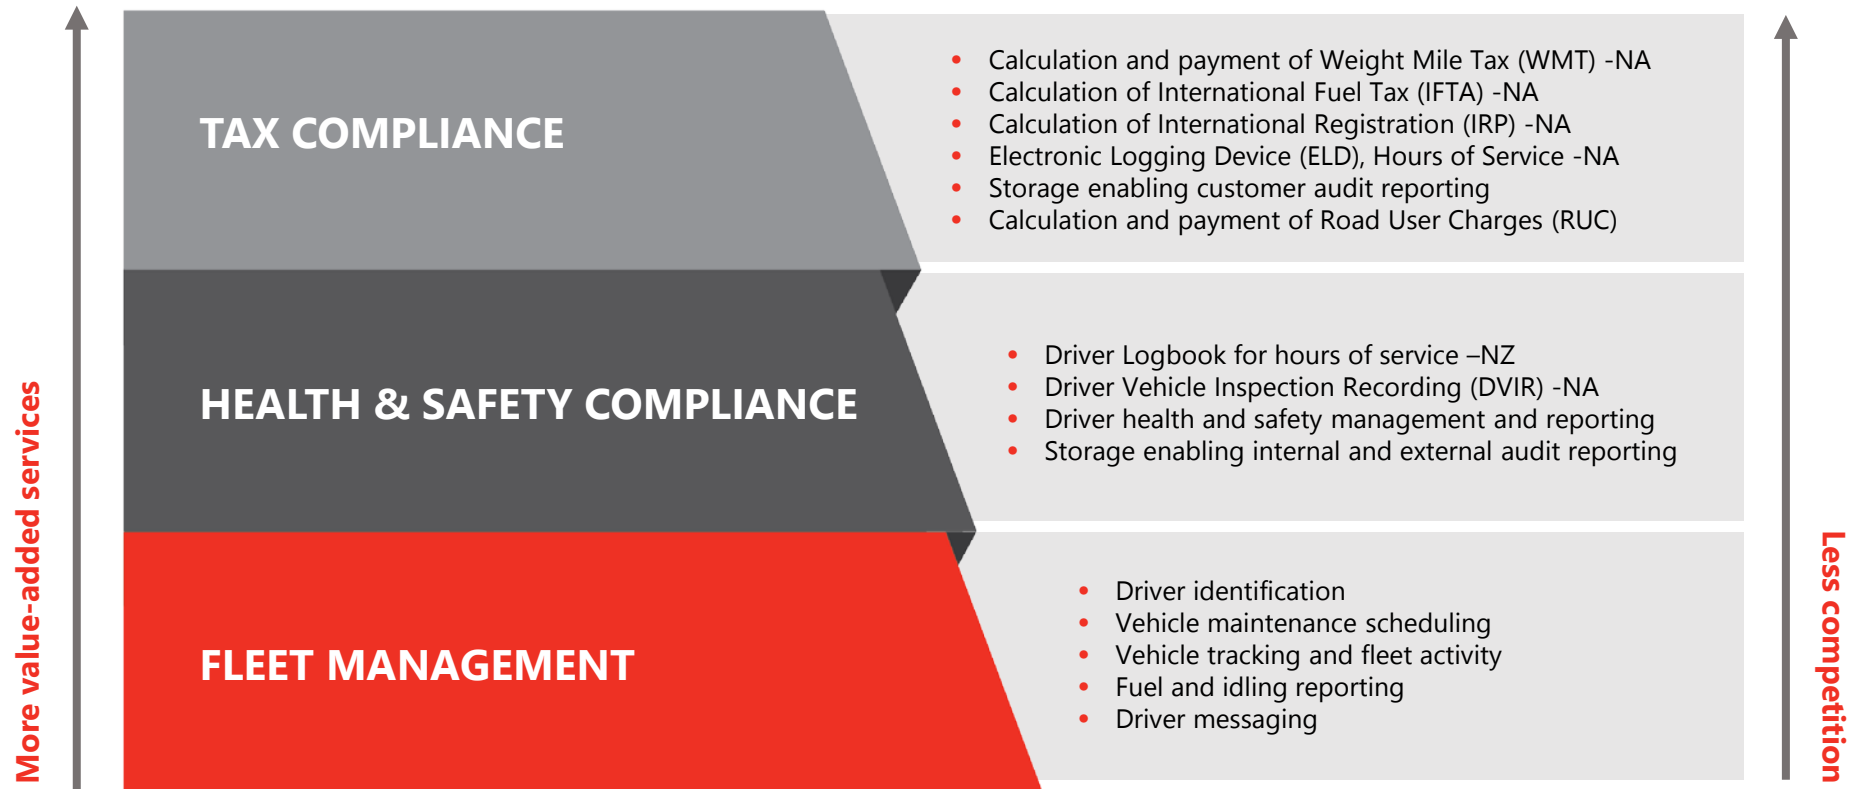 More value-added services
TAX COMPLIANCE
• Calculation and payment of Weight Mile Tax (WMT) -NA
• Calculation of International Fuel Tax (IFTA) -NA
• Calculation of International Registration (IRP) -NA
• Electronic Logging Device (ELD), Hours of Service -NA
• Storage enabling customer audit reporting
• Calculation and payment of Road User Charges (RUC)
HEALTH & SAFETY COMPLIANCE
• Driver Logbook for hours of service –NZ
• Driver Vehicle Inspection Recording (DVIR) -NA
• Driver health and safety management and reporting
• Storage enabling internal and external audit reporting
FLEET MANAGEMENT
• Driver identification
• Vehicle maintenance scheduling
• Vehicle tracking and fleet activity
• Fuel and idling reporting
• Driver messaging
Less competition